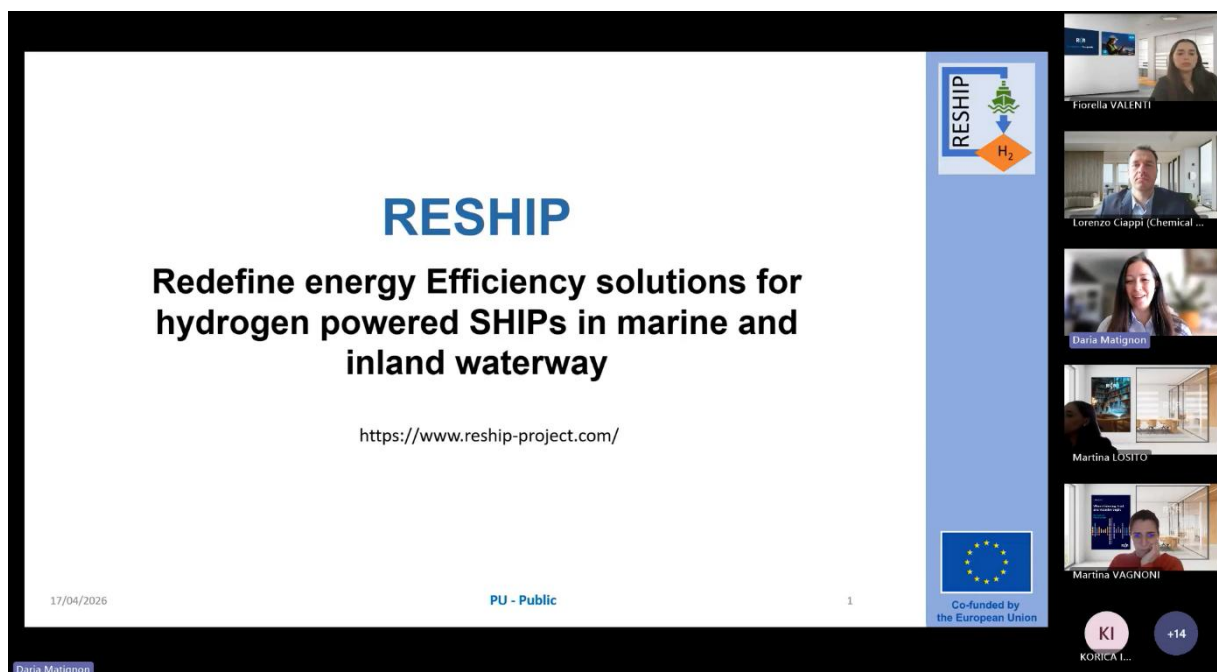 RESHIP
Redefine energy Efficiency solutions for
hydrogen powered SHIPs in marine and
inland waterway
https://www.reship-project.com/
17/04/2026
PU - Public
1
RESHIP
H2
Co-funded by
the European Union
Daria Matignon
Fiorella VALENTI
Lorenzo Ciappi (Chemical ...
Daria Matignon
Martina LOSITO
Martina VAGNONI
KI
KORICA I...
+14